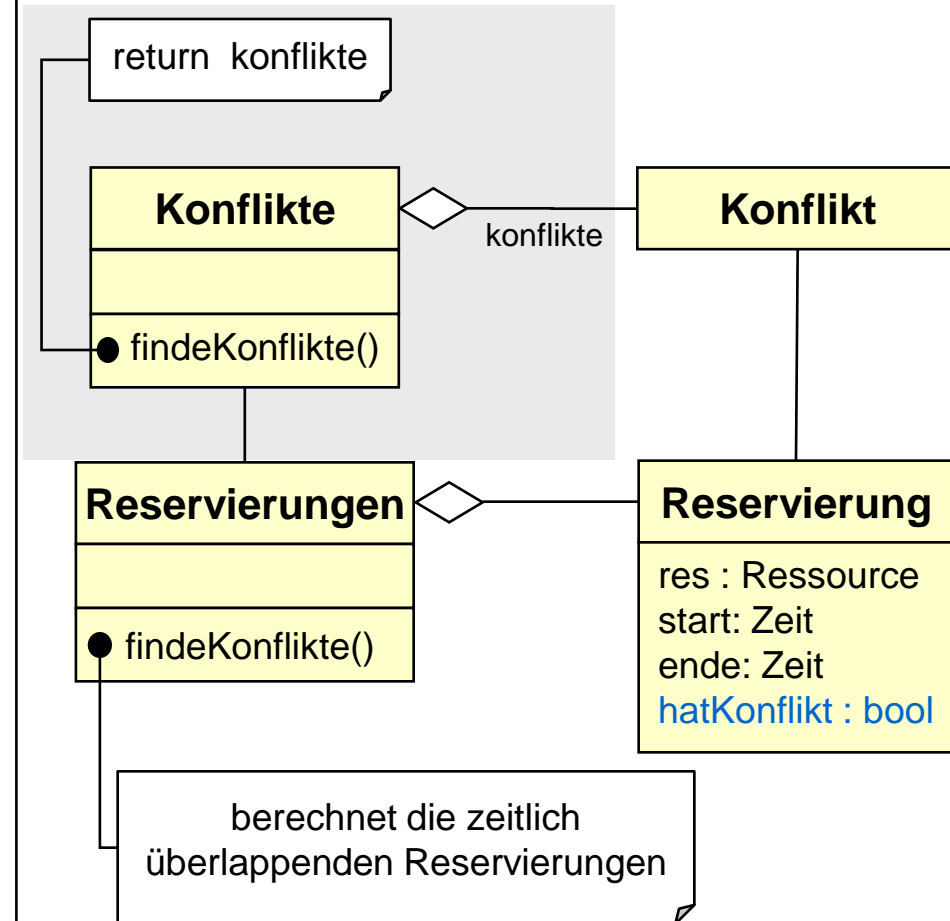 return konflikte
Konflikte
konflikte
Konflikt
findeKonflikte()
Reservierungen
findeKonflikte()
Reservierung
res : Ressource
start: Zeit
ende: Zeit
hatKonflikt : bool
berechnet die zeitlich
überlappenden Reservierungen